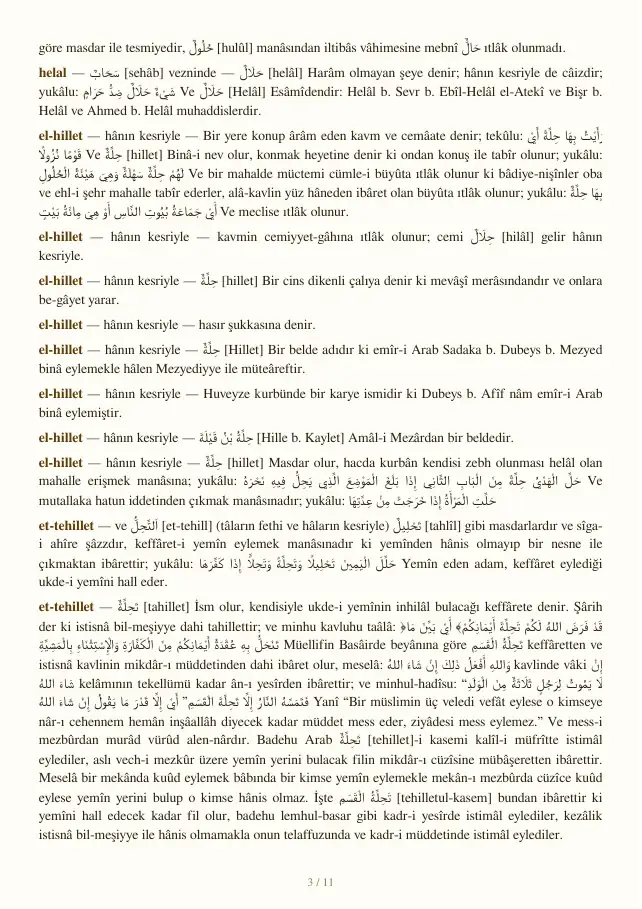 göre masdar ile tesmiyedir, حُلُولٌ [hulûl] manâsından iltibâs vâhimesine mebnî حَالٌّ ıtlâk olunmadı.
helal — سَحَابٌ [sehâb] vezninde — حَلَالٌ [helâl] Harâm olmayan şeye denir; hânın kesriyle de câizdir;
yukâlu: شَيْءٌ حَلَالٌ ضِدُّ حَرَامٍ Ve حَلَالٌ [Helâl] Esâmîdendir: Helâl b. Sevr b. Ebîl-Helâl el-Atekî ve Bişr b.
Helâl ve Ahmed b. Helâl muhaddislerdir.
el-hillet — hânın kesriyle — Bir yere konup ârâm eden kavm ve cemâate denir; tekûlu: رَأَيْتُ بِهَا حِلَّةً أَيْ
قَوْمًا نُزُولًا Ve حِلَّةٌ [hillet] Binâ-i nev olur, konmak heyetine denir ki ondan konuş ile tabîr olunur; yukâlu:
لَهُمْ حِلَّةٌ سَهْلَةٌ وَهِيَ هَيْئَةُ الْحُلُولِ Ve bir mahalde müctemi cümle-i büyûta ıtlâk olunur ki bâdiye-nişînler oba
ve ehl-i şehr mahalle tabîr ederler, alâ-kavlin yüz hâneden ibâret olan büyûta ıtlâk olunur; yukâlu: بِهَا حِلَّةٌ
أَيْ جَمَاعَةُ بُيُوتِ النَّاسِ أَوْ هِيَ مِائَةُ بَيْتٍ Ve meclise ıtlâk olunur.
el-hillet — hânın kesriyle — kavmin cemiyyet-gâhına ıtlâk olunur; cemi حِلَالٌ [hilâl] gelir hânın
kesriyle.
el-hillet — hânın kesriyle — حِلَّةٌ [hillet] Bir cins dikenli çalıya denir ki mevâşî merâsındandır ve onlara
be-gâyet yarar.
el-hillet — hânın kesriyle — hasır şukkasına denir.
el-hillet — hânın kesriyle — حِلَّةٌ [Hillet] Bir belde adıdır ki emîr-i Arab Sadaka b. Dubeys b. Mezyed
binâ eylemekle hâlen Mezyediyye ile müteâreftir.
el-hillet — hânın kesriyle — Huveyze kurbünde bir karye ismidir ki Dubeys b. Afîf nâm emîr-i Arab
binâ eylemiştir.
el-hillet — hânın kesriyle — حِلَّةُ بْنُ قَيْلَةَ [Hille b. Kaylet] Amâl-i Mezârdan bir beldedir.
el-hillet — hânın kesriyle — حِلَّةٌ [hillet] Masdar olur, hacda kurbân kendisi zebh olunması helâl olan
mahalle erişmek manâsına; yukâlu: حَلَّ الْهَدْيُ حِلَّةً مِنَ الْبَابِ الثَّانِي إِذَا بَلَغَ الْمَوْضِعَ الَّذِي يَحِلُّ فِيهِ نَحْرُهُ Ve
mutallaka hatun iddetinden çıkmak manâsınadır; yukâlu: حَلَّتِ الْمَرْأَةُ إِذَا خَرَجَتْ مِنْ عِدَّتِهَا
et-tehillet — ve اَلتَّحِلُّ [et-tehill] (tâların fethi ve hâların kesriyle) تَحْلِيلٌ [tahlîl] gibi masdarlardır ve sîga-
i ahîre şâzzdır, keffâret-i yemîn eylemek manâsınadır ki yemînden hânis olmayıp bir nesne ile
çıkmaktan ibârettir; yukâlu: حَلَّلَ الْيَمِينَ تَحْلِيلًا وَتَحِلَّةً وَتَحِلًّا إِذَا كَفَّرَهَا Yemîn eden adam, keffâret eylediği
ukde-i yemîni hall eder.
et-tehillet — تَحِلَّةٌ [tahillet] İsm olur, kendisiyle ukde-i yemînin inhilâl bulacağı keffârete denir. Şârih
der ki istisnâ bil-meşiyye dahi tahillettir; ve minhu kavluhu taâlâ: ﴿قَدْ فَرَضَ اللهُ لَكُمْ تَحِلَّةَ أَيْمَانِكُمْ﴾ أَيْ بَيَّنَ مَا
تَنْحَلُّ بِهِ عُقْدَةُ أَيْمَانِكُمْ مِنَ الْكَفَّارَةِ وَالْاِسْتِثْنَاءِ بِالْمَشِيَّةِ Müellifin Basâirde beyânına göre تَحِلَّةُ الْقَسَمِ keffâretten ve
istisnâ kavlinin mikdâr-ı müddetinden dahi ibâret olur, meselâ: وَاللهِ أَفْعَلُ ذَلِكَ إِنْ شَاءَ اللهُ kavlinde vâki إِنْ
شَاءَ اللهُ kelâmının tekellümü kadar ân-ı yesîrden ibârettir; ve minhul-hadîsu: “لَا يَمُوتُ لِرَجُلٍ ثَلَاثَةٌ مِنَ الْوَلَدِ
فَتَمَسَّهُ النَّارُ إِلَّا تَحِلَّةَ الْقَسَمِ” أَيْ إِلَّا قَدْرَ مَا يَقُولُ إِنْ شَاءَ اللهُ Yanî “Bir müslimin üç veledi vefât eylese o kimseye
nâr-ı cehennem hemân inşâallâh diyecek kadar müddet mess eder, ziyâdesi mess eylemez.” Ve mess-i
mezbûrdan murâd vürûd alen-nârdır. Badehu Arab تَحِلَّةٌ [tehillet]-i kasemi kalîl-i müfritte istimâl
eylediler, aslı vech-i mezkûr üzere yemîn yerini bulacak filin mikdâr-ı cüzîsine mübâşeretten ibârettir.
Meselâ bir mekânda kuûd eylemek bâbında bir kimse yemîn eylemekle mekân-ı mezbûrda cüzîce kuûd
eylese yemîn yerini bulup o kimse hânis olmaz. İşte تَحِلَّةُ الْقَسَمِ [tehilletul-kasem] bundan ibârettir ki
yemîni hall edecek kadar fil olur, badehu lemhul-basar gibi kadr-i yesîrde istimâl eylediler, kezâlik
istisnâ bil-meşiyye ile hânis olmamakla onun telaffuzunda ve kadr-i müddetinde istimâl eylediler.
3 / 11